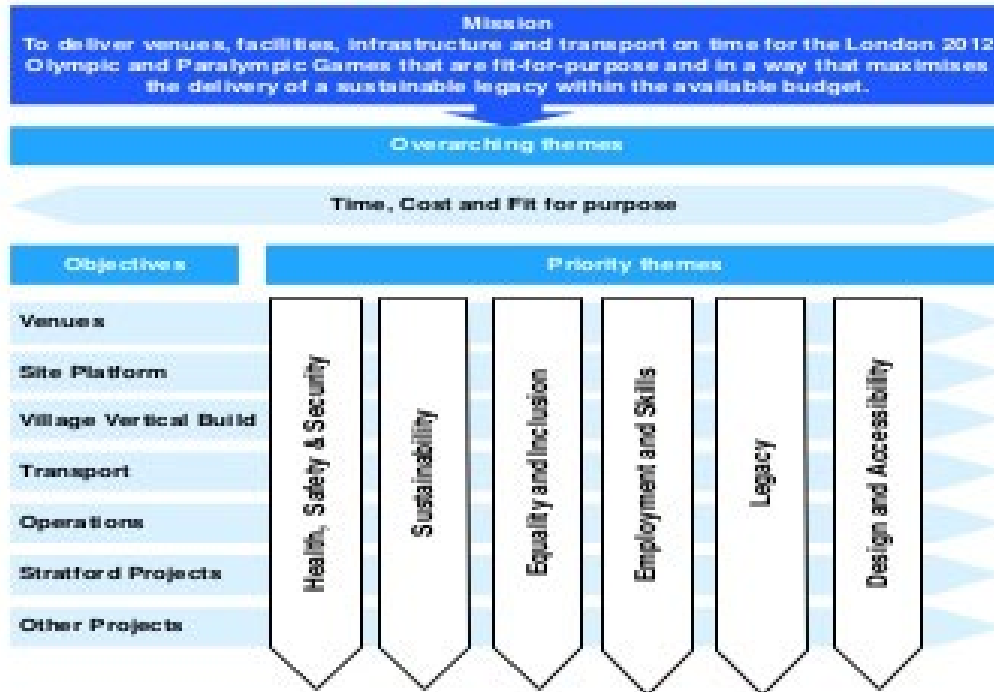 Mission
To deliver venues, facilities, infrastructure and transport on time for the London 2012
Olympic and Paralympic Games that are fit-for-purpose and in a way that maximises
the delivery of a sustainable legacy within the available budget.
Overarching themes
Time, Cost and Fit for purpose
Objectives
Priority themes
Venues
Site Platform
Village Vertical Build
Transport
Operations
Stratford Projects
Other Projects
Health, Safety & Security
Sustainability
Equality and Inclusion
Employment and Skills
Legacy
Design and Accessibility